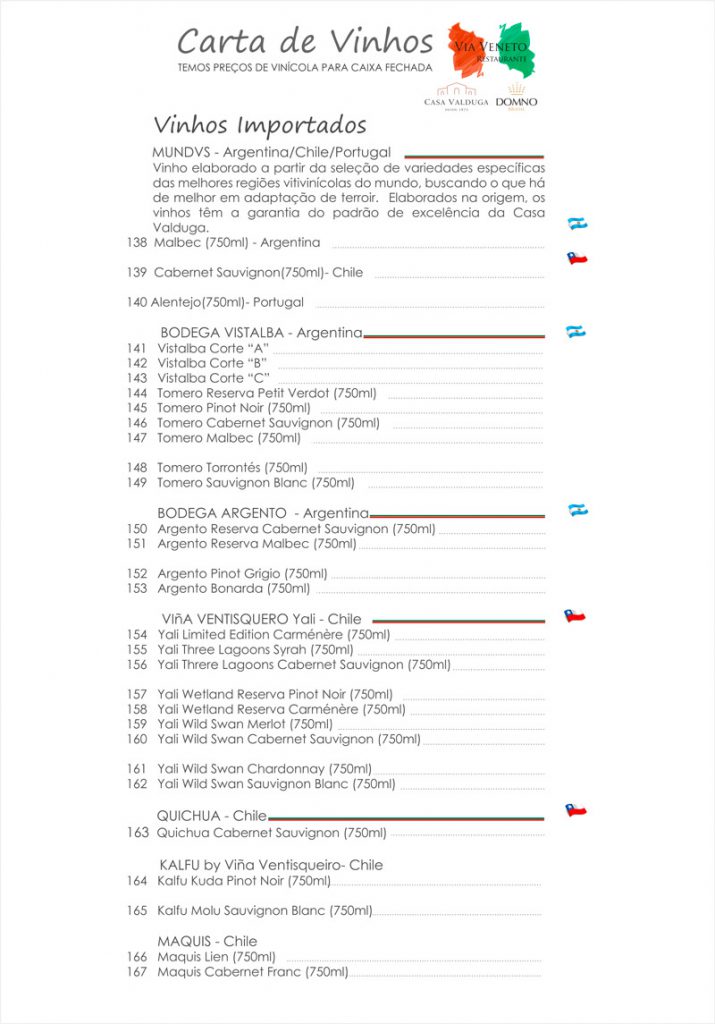 Carta de Vinhos
TEMOS PREÇOS DE VINÍCOLA PARA CAIXA FECHADA
VIA VENETO
RESTAURANTE
CASA VALDUGA
DESDE 1875
DOMNO
Vinhos Importados
MUNDVS - Argentina/Chile/Portugal
Vinho elaborado a partir da seleção de variedades específicas
das melhores regiões vitivinícolas do mundo, buscando o que há
de melhor em adaptação de terroir. Elaborados na origem, os
vinhos têm a garantia do padrão de excelência da Casa
Valduga.
138 Malbec (750ml) - Argentina
139 Cabernet Sauvignon(750ml)- Chile
140 Alentejo(750ml)- Portugal
BODEGA VISTALBA - Argentina
141 Vistalba Corte “A”
142 Vistalba Corte “B”
143 Vistalba Corte “C”
144 Tomero Reserva Petit Verdot (750ml)
145 Tomero Pinot Noir (750ml)
146 Tomero Cabernet Sauvignon (750ml)
147 Tomero Malbec (750ml)
148 Tomero Torrontés (750ml)
149 Tomero Sauvignon Blanc (750ml)
BODEGA ARGENTO - Argentina
150 Argento Reserva Cabernet Sauvignon (750ml)
151 Argento Reserva Malbec (750ml)
152 Argento Pinot Grigio (750ml)
153 Argento Bonarda (750ml)
VIñA VENTISQUERO Yali - Chile
154 Yali Limited Edition Carménère (750ml)
155 Yali Three Lagoons Syrah (750ml)
156 Yali Threre Lagoons Cabernet Sauvignon (750ml)
157 Yali Wetland Reserva Pinot Noir (750ml)
158 Yali Wetland Reserva Carménère (750ml)
159 Yali Wild Swan Merlot (750ml)
160 Yali Wild Swan Cabernet Sauvignon (750ml)
161 Yali Wild Swan Chardonnay (750ml)
162 Yali Wild Swan Sauvignon Blanc (750ml)
QUICHUA - Chile
163 Quichua Cabernet Sauvignon (750ml)
KALFU by Viña Ventisqueiro- Chile
164 Kalfu Kuda Pinot Noir (750ml)
165 Kalfu Molu Sauvignon Blanc (750ml)
MAQUIS - Chile
166 Maquis Lien (750ml)
167 Maquis Cabernet Franc (750ml)